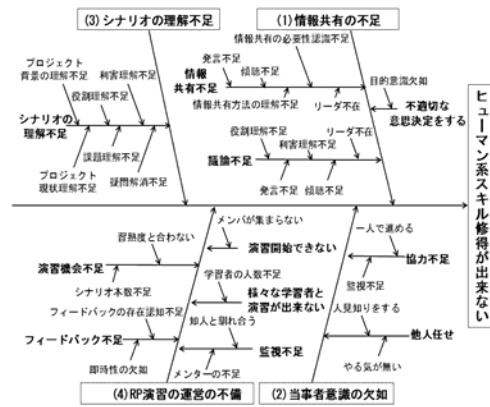 (3) シナリオの理解不足
(1) 情報共有の不足
プロジェクト
背景の理解不足
利害理解不足
役割理解不足
シナリオの
理解不足
課題理解不足
プロジェクト
現状理解不足
疑問解消不足
情報共有の必要性認識不足
発言不足
傾聴不足
情報
共有不足
情報共有方法の理解不足
リーダ不在
目的意識欠如
不適切な
意思決定をする
役割理解不足
リーダ不在
利害理解不足
議論不足
発言不足
傾聴不足
ヒューマン系スキル修得が出来ない
メンバが集まらない
習熟度と合わない
演習開始できない
演習機会不足
学習者の人数不足
シナリオ本数不足
様々な学習者と
演習が出来ない
フィードバックの存在認知不足
知人と馴れ合う
フィードバック不足
監視不足
即時性の欠如
メンターの不足
一人で進める
協力不足
監視不足
人見知りをする
他人任せ
やる気が無い
(4) RP演習の運営の不備
(2) 当事者意識の欠如